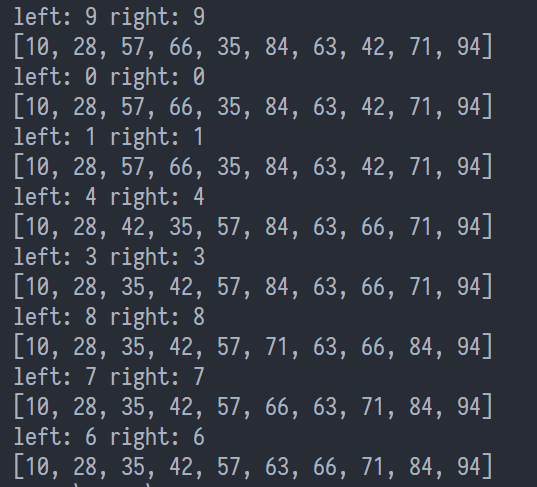 left: 9 right: 9
[10, 28, 57, 66, 35, 84, 63, 42, 71, 94]
left: 0 right: 0
[10, 28, 57, 66, 35, 84, 63, 42, 71, 94]
left: 1 right: 1
[10, 28, 57, 66, 35, 84, 63, 42, 71, 94]
left: 4 right: 4
[10, 28, 42, 35, 57, 84, 63, 66, 71, 94]
left: 3 right: 3
[10, 28, 35, 42, 57, 84, 63, 66, 71, 94]
left: 8 right: 8
[10, 28, 35, 42, 57, 71, 63, 66, 84, 94]
left: 7 right: 7
[10, 28, 35, 42, 57, 66, 63, 71, 84, 94]
left: 6 right: 6
[10, 28, 35, 42, 57, 63, 66, 71, 84, 94]